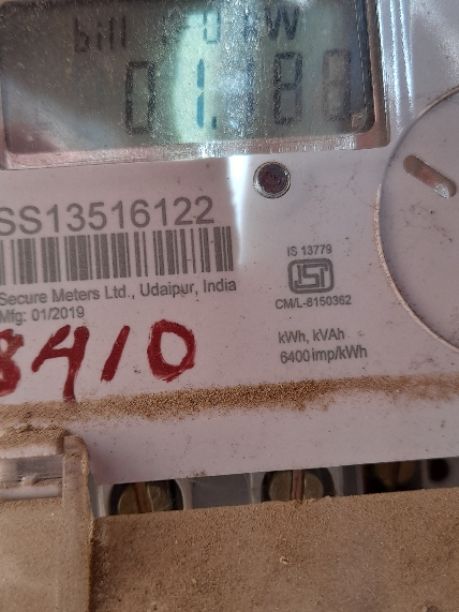 bill kW
01.180
SS13516122
IS 13779
ISI
CM/L-8150362
Secure Meters Ltd., Udaipur, India
Mfg: 01/2019
kWh, kVAh
6400 imp/kWh
8410